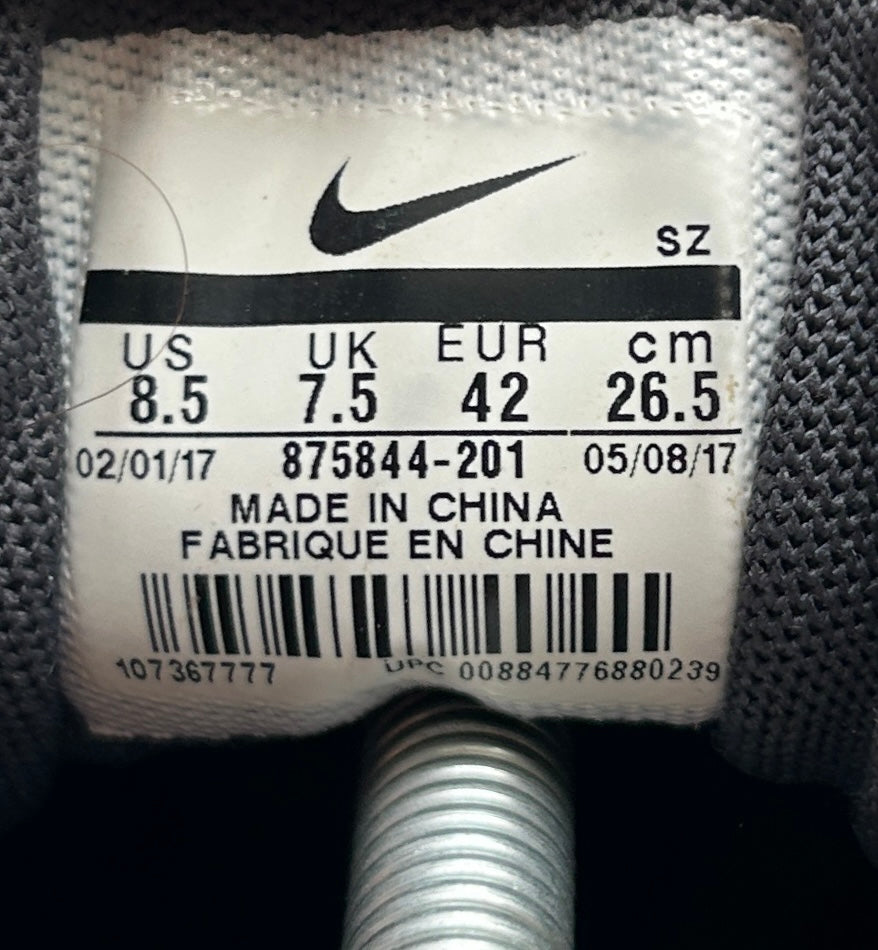 SZ
US UK EUR cm
8.5 7.5 42 26.5
02/01/17 875844-201 05/08/17
MADE IN CHINA
FABRIQUE EN CHINE
107367777 UPC 00884776880239